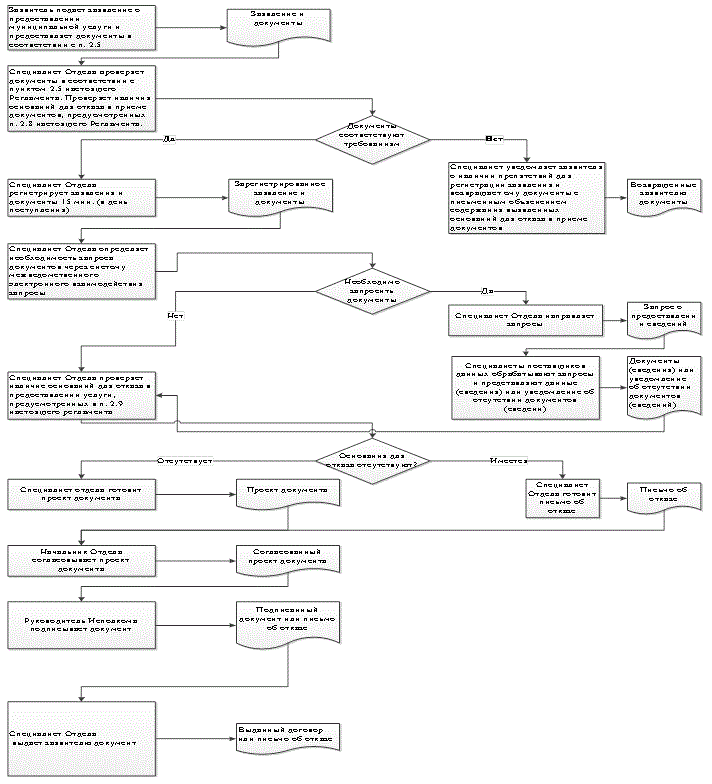 Заявитель подает заявление о
предоставлении
муниципальной услуги и
предоставляет документы в
соответствии с п. 2.5
Заявление и
документы
Специалист Отдела проверяет
документы в соответствии с
пунктом 2.5 настоящего
Регламента. Проверяет наличия
оснований для отказа в приеме
документов, предусмотренных
п. 2.8 настоящего Регламента.
Документы
соответствуют
требованиям
Да
Нет
Специалист Отдела
регистрирует заявления и
документы 15 мин. (в день
поступления)
Зарегистрированное
заявление и
документы
Специалист уведомляет заявителя
о наличии препятствий для
регистрации заявления и
возвращает ему документы с
письменным объяснением
содержания выявленных
оснований для отказа в приеме
документов
Возвращенные
заявителю
документы
Специалист Отдела определяет
необходимость запроса
документов через систему
межведомственного
электронного взаимодействия
запросы
Необходимо
запросить
документы
Да
Нет
Специалист Отдела направляет
запросы
Запрос о
предоставлени
и сведений
Специалисты поставщиков
данных обрабатывают запросы
и представляют данные
(сведения) или уведомление об
отсутствии документов
(сведени)
Документы
(сведения) или
уведомление
об отсутствии
документов
(сведений)
Специалист Отдела проверяет
наличие оснований для отказа в
предоставлении услуги,
предусмотренных п. 2.9
настоящего регламента
Основания для
отказа отсутствуют?
Отсутствует
Имеется
Специалист отдела готовит
проект документа
Проект документа
Специалист
Отдела готовит
письмо об
отказе
Письмо об
отказе
Начальник Отдела
согласовывает проект
документа
Согласованный
проект документа
Руководитель Исполкома
подписывает документ
Подписанный
документ или письмо
об отказе
Специалист Отдела
выдает заявителю документ
Выданный договор
или письмо об отказе